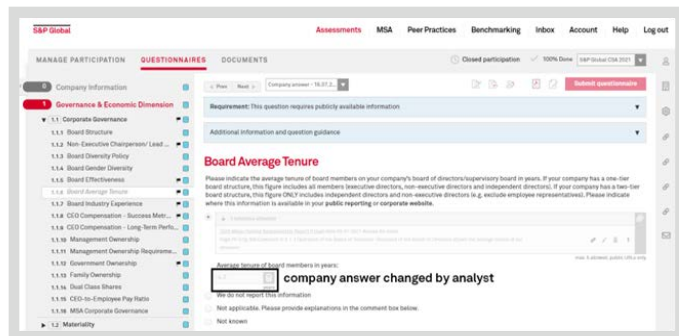 S&P Global
Assessments MSA Peer Practices Benchmarking Inbox Account Help Log out
MANAGE PARTICIPATION QUESTIONNAIRES DOCUMENTS
Closed participation 100% Done S&P Global CSA 2021
0 Company Information
< Prev Next > Company answer - 16.07.2...
Submit questionnaire
1 Governance & Economic Dimension
Requirement: This question requires publicly available information
1.1 Corporate Governance
1.1.1 Board Structure
Additional information and question guidance
1.1.2 Non-Executive Chairperson/ Lead ...
1.1.3 Board Diversity Policy
1.1.4 Board Gender Diversity
Board Average Tenure
1.1.5 Board Effectiveness
1.1.6 Board Average Tenure
1.1.7 Board Industry Experience
1.1.8 CEO Compensation - Success Metr...
1.1.9 CEO Compensation - Long-Term Perfo...
1.1.10 Management Ownership
1.1.11 Management Ownership Requireme...
1.1.12 Government Ownership
1.1.13 Family Ownership
1.1.14 Dual Class Shares
1.1.15 CEO-to-Employee Pay Ratio
1.1.16 MSA Corporate Governance
1.2 Materiality
Please indicate the average tenure of board members on your company's board of directors/supervisory board in years. If your company has a one-tier
board structure, this figure includes all members (executive directors, non-executive directors and independent directors). If your company has a two-tier
board structure, this figure ONLY includes independent directors and non-executive directors (e.g. exclude employee representatives). Please indicate
where this information is available in your public reporting or corporate website.
Average tenure of board members in years:
company answer changed by analyst
We do not report this information
Not applicable. Please provide explanations in the comment box below.
Not known